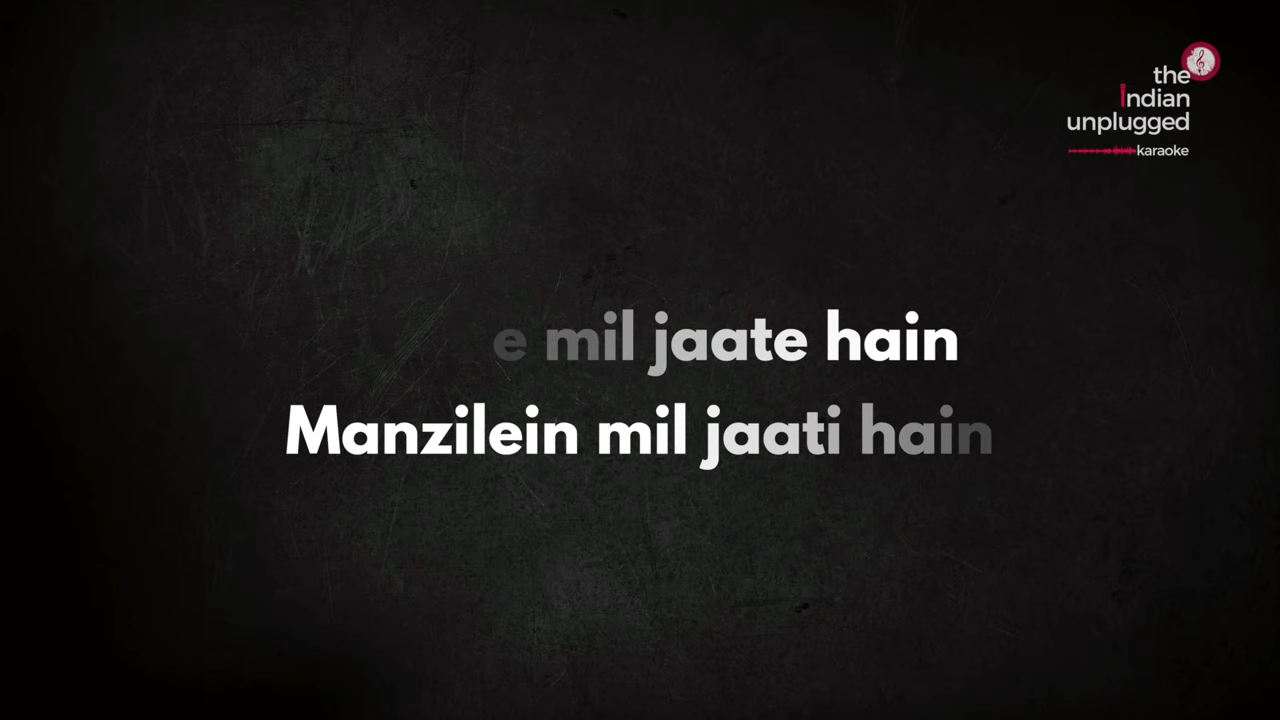 the
indian
unplugged
karaoke
mil jaate hain
Manzilein mil jaati hain